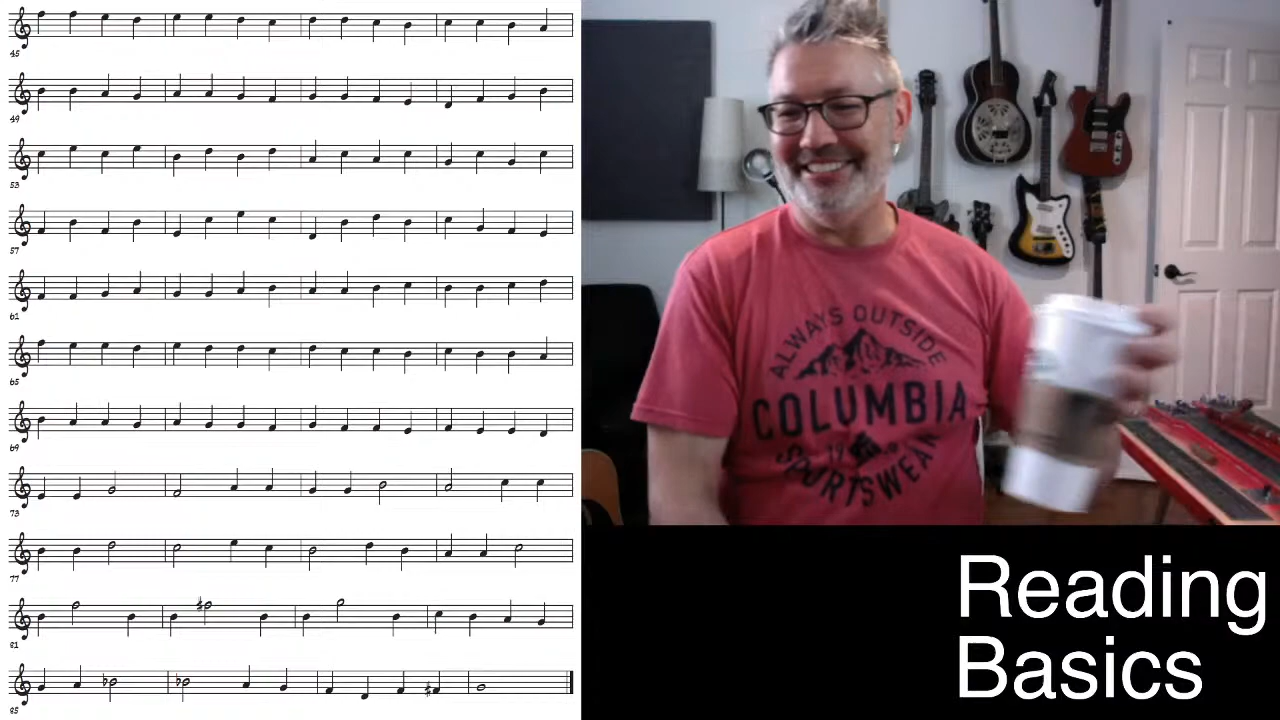 45
49
53
57
61
65
69
73
77
81
85
ALWAYS OUTSIDE
COLUMBIA
SPORTSWEAR
Reading
Basics